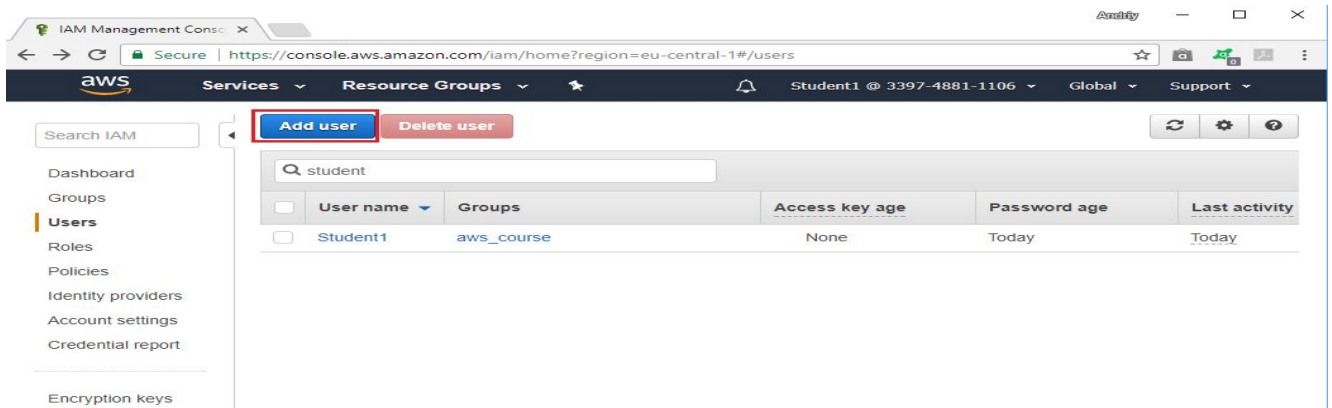 Andriy
IAM Management Conso
Secure | https://console.aws.amazon.com/iam/home?region=eu-central-1#/users
0
aws Services Resource Groups Student1 @ 3397-4881-1106 Global Support
Search IAM
Add user Delete user
Dashboard
Groups
Users
Roles
Policies
Identity providers
Account settings
Credential report
Encryption keys
student
User name Groups Access key age Password age Last activity
Student1 aws_course None Today Today